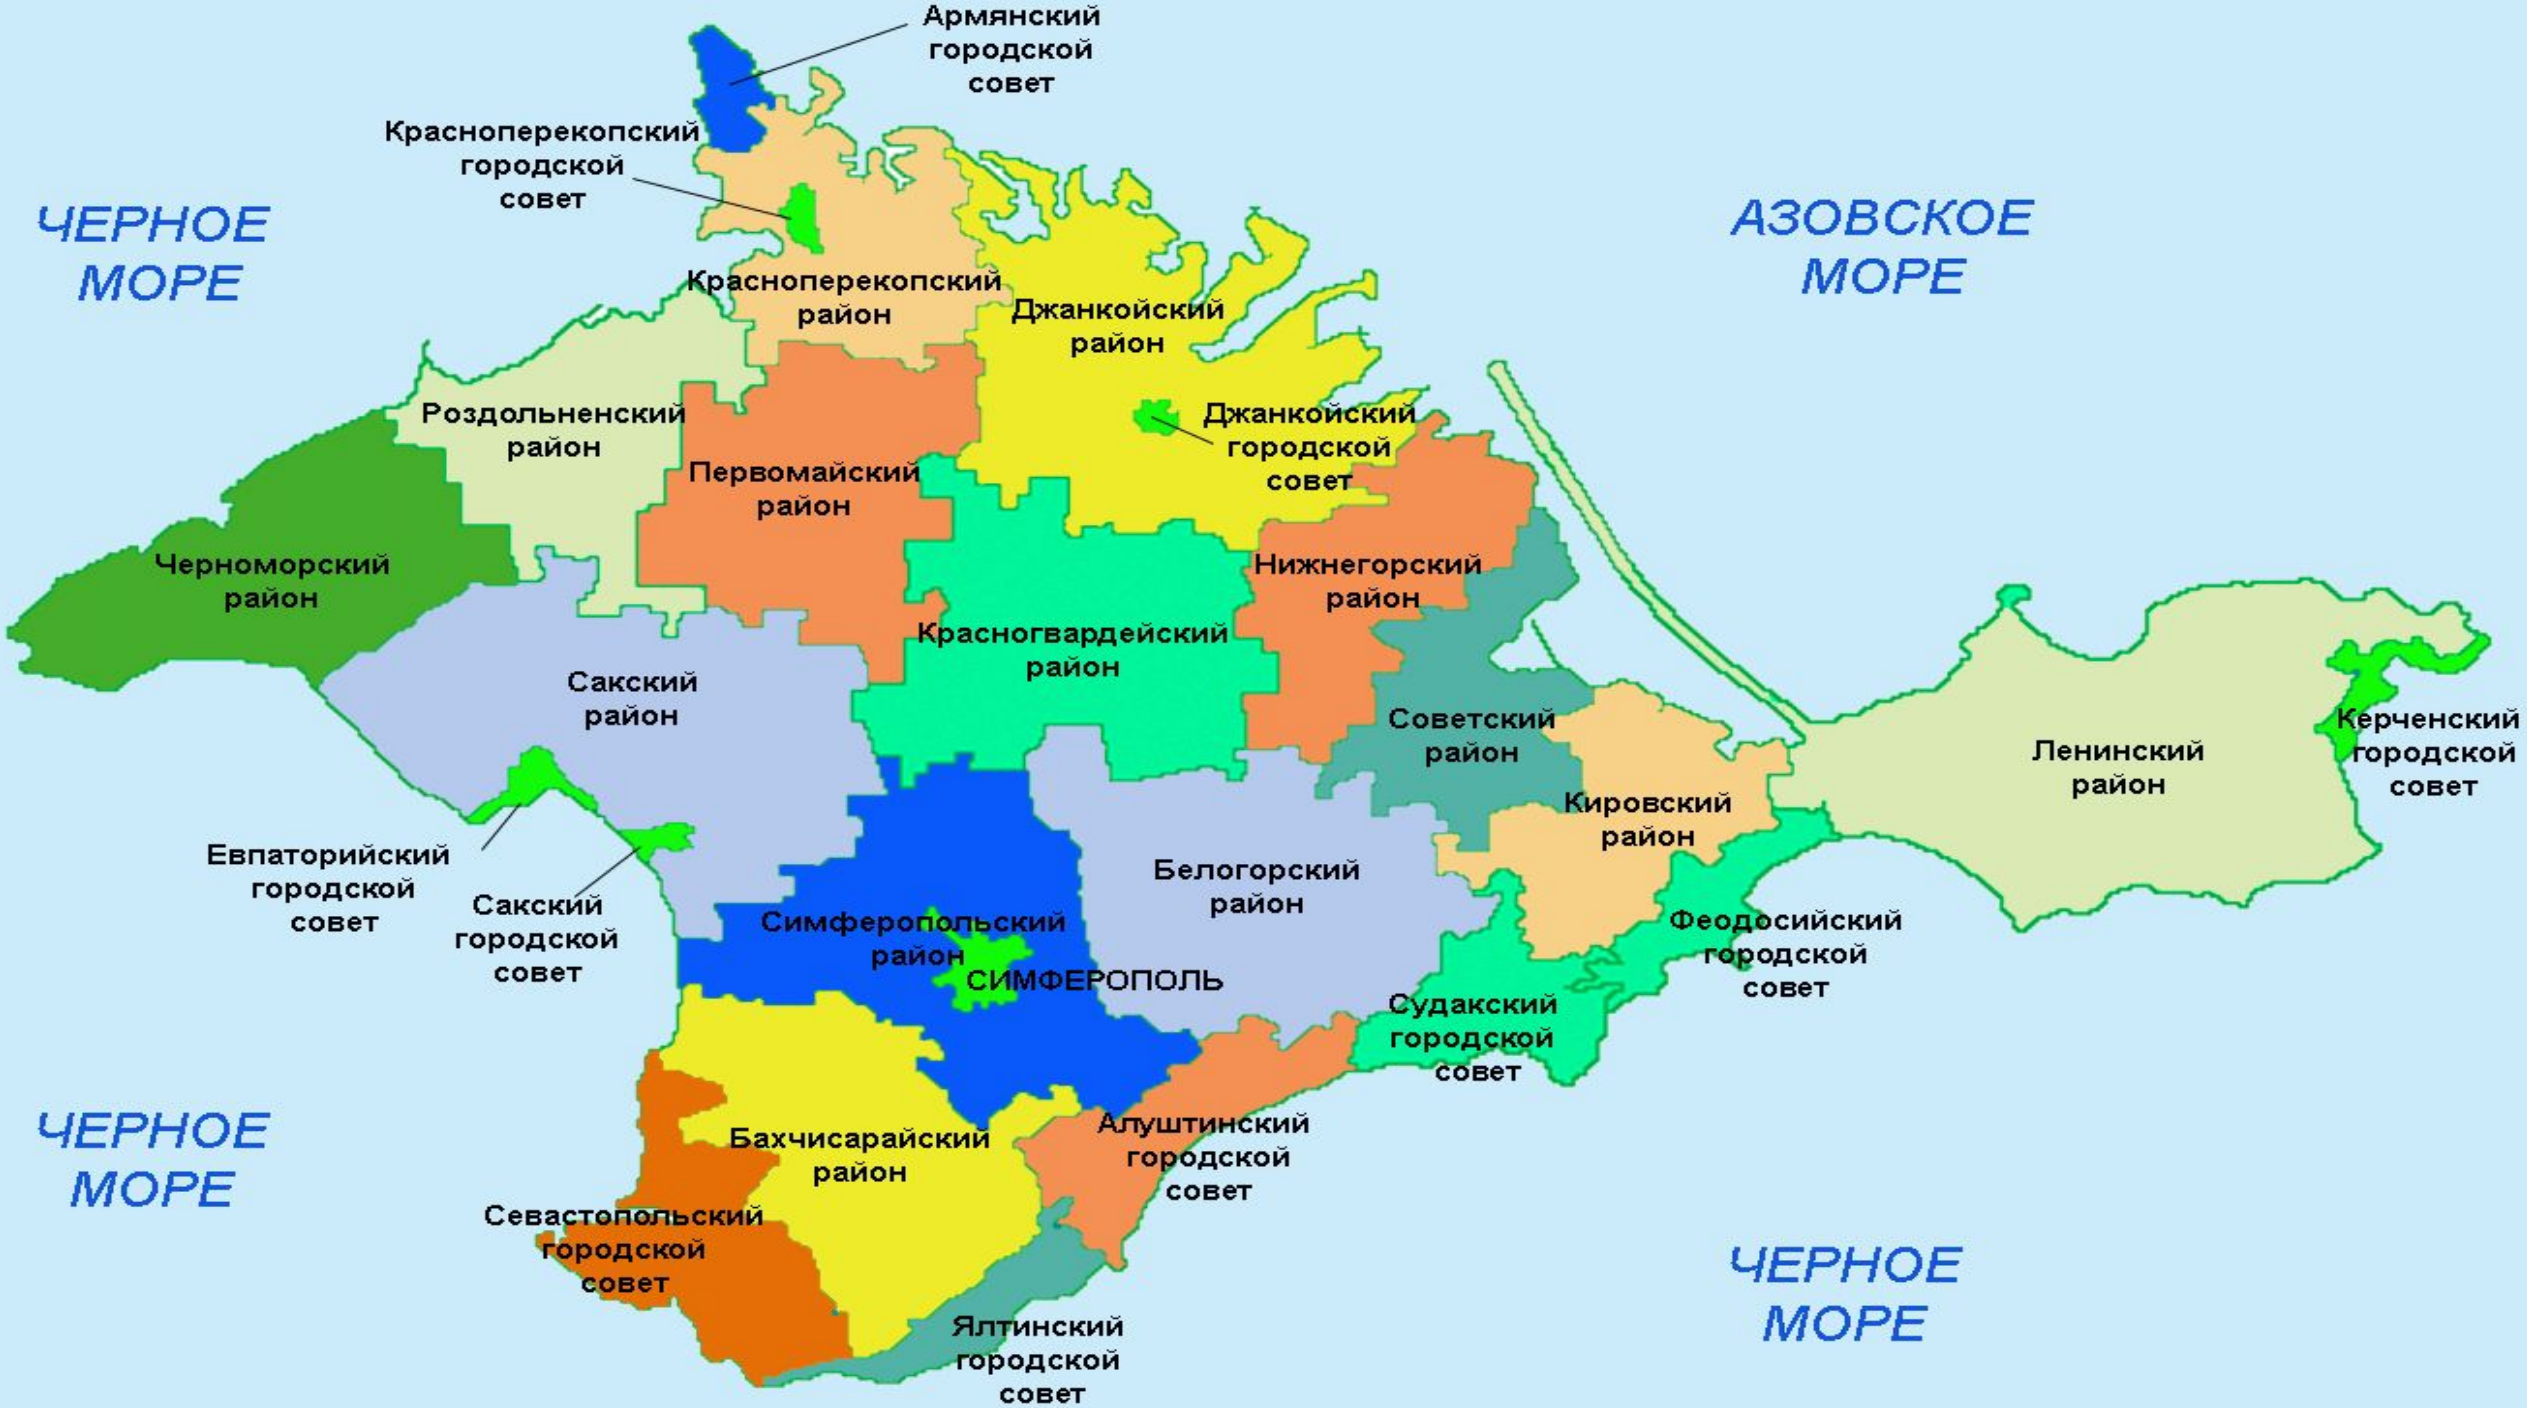 Армянский
городской
совет
Красноперекопский
городской
совет
ЧЕРНОЕ
МОРЕ
АЗОВСКОЕ
МОРЕ
Красноперекопский
район
Джанкойский
район
Роздольненский
район
Джанкойский
городской
совет
Первомайский
район
Черноморский
район
Нижнегорский
район
Красногвардейский
район
Сакский
район
Советский
район
Керченский
городской
совет
Ленинский
район
Кировский
район
Евпаторийский
городской
совет
Сакский
городской
совет
Белогорский
район
Симферопольский
район
СИМФЕРОПОЛЬ
Феодосийский
городской
совет
Судакский
городской
совет
ЧЕРНОЕ
МОРЕ
Алуштинский
городской
совет
Бахчисарайский
район
Севастопольский
городской
совет
ЧЕРНОЕ
МОРЕ
Ялтинский
городской
совет